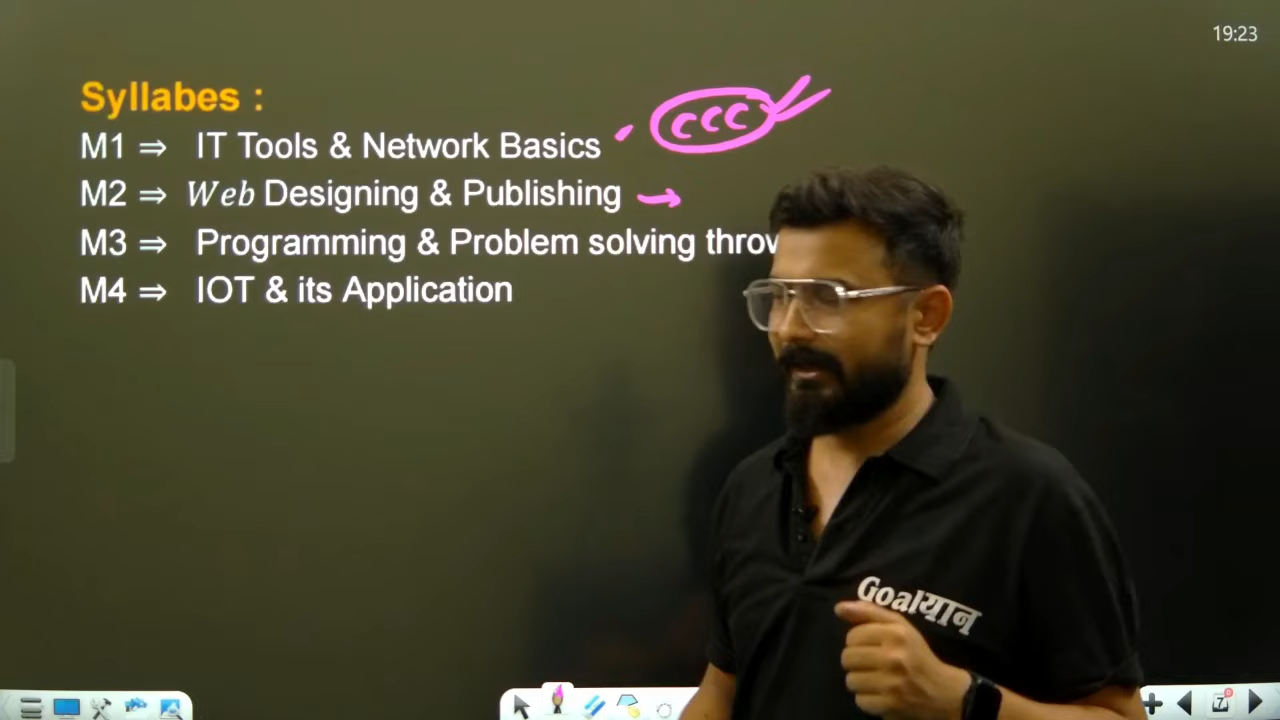 19:23
Syllabes :
M1 ⇒ IT Tools & Network Basics CCC
M2 ⇒ Web Designing & Publishing →
M3 ⇒ Programming & Problem solving
M4 ⇒ IOT & its Application
Goalयान